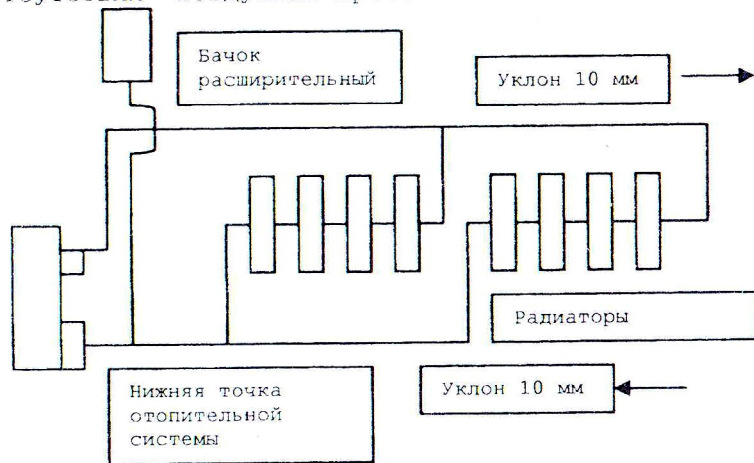 Бачок
расширительный
Уклон 10 мм
Радиаторы
Нижняя точка
отопительной
системы
Уклон 10 мм